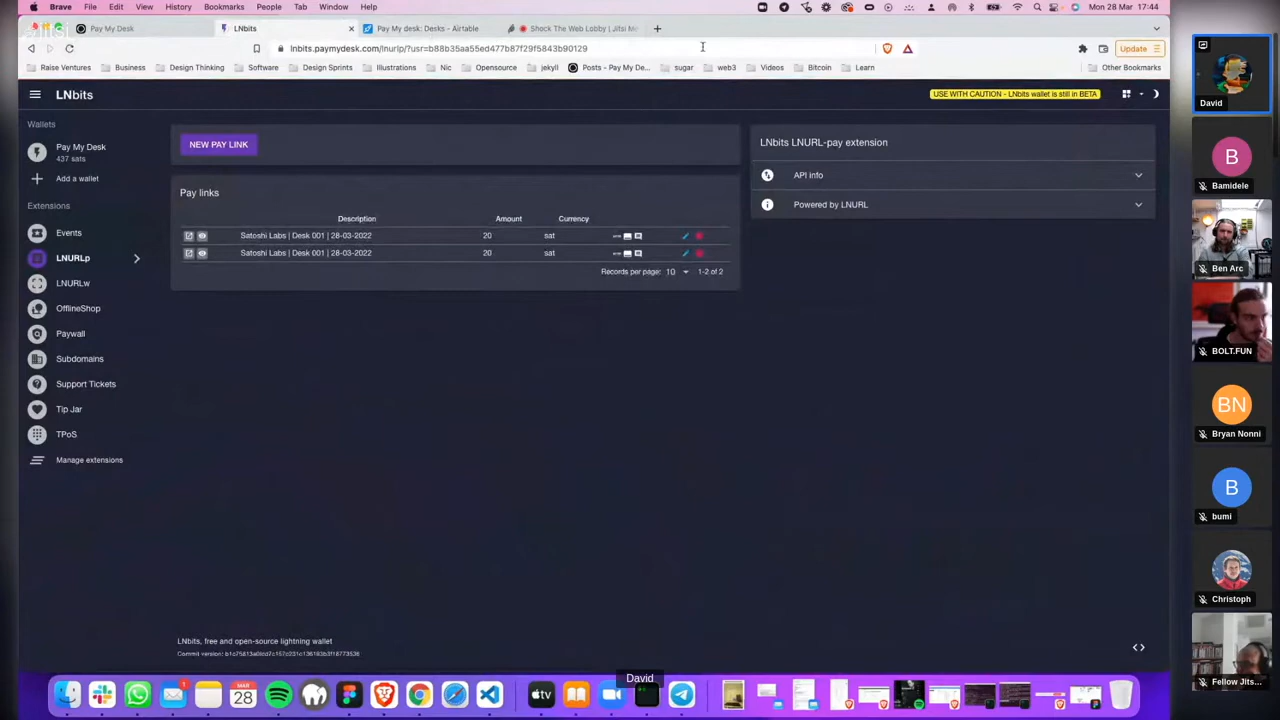 Brave File Edit View History Bookmarks People Tab Window Help
Mon 28 Mar 17:44
Jitsi
Pay My Desk
LNbits
Pay My desk: Desks - Airtable
Shock The Web Lobby | Jitsi Me
lnbits.paymydesk.com/lnurlp/?usr=b88b35aa55ed477b87f29f5843b90129
Update
Raise Ventures Business Design Thinking Software Design Sprints Illustrations Nic Opensource jekyll Posts - Pay My De... sugar web3 Videos Bitcoin Learn Other Bookmarks
LNbits
USE WITH CAUTION - LNbits wallet is still in BETA
Wallets
Pay My Desk
437 sats
Add a wallet
Extensions
Events
LNURLp
LNURLw
OfflineShop
Paywall
Subdomains
Support Tickets
Tip Jar
TPoS
Manage extensions
NEW PAY LINK
Pay links
Description Amount Currency
Satoshi Labs | Desk 001 | 28-03-2022 20 sat
Satoshi Labs | Desk 001 | 28-03-2022 20 sat
Records per page: 10 1-2 of 2
LNbits LNURL-pay extension
API info
Powered by LNURL
LNbits, free and open-source lightning wallet
Commit version:
David
MAR
28
1
David
B
Bamidele
Ben Arc
BOLT.FUN
BN
Bryan Nonni
B
bumi
Christoph
Fellow Jits...